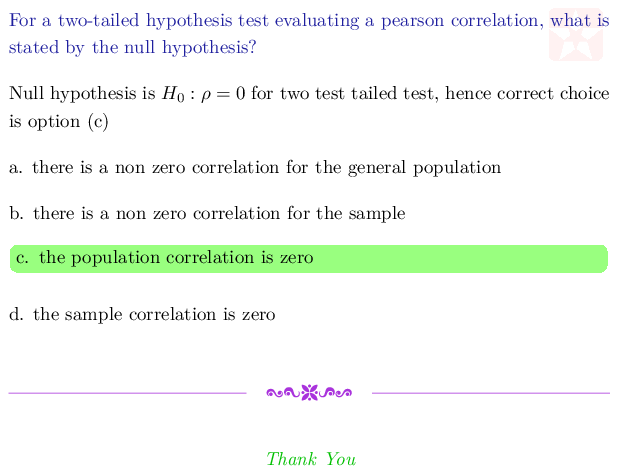 For a two-tailed hypothesis test evaluating a pearson correlation, what is
stated by the null hypothesis?
Null hypothesis is H₀ : ρ = 0 for two test tailed test, hence correct choice
is option (c)
a. there is a non zero correlation for the general population
b. there is a non zero correlation for the sample
c. the population correlation is zero
d. the sample correlation is zero
Thank You